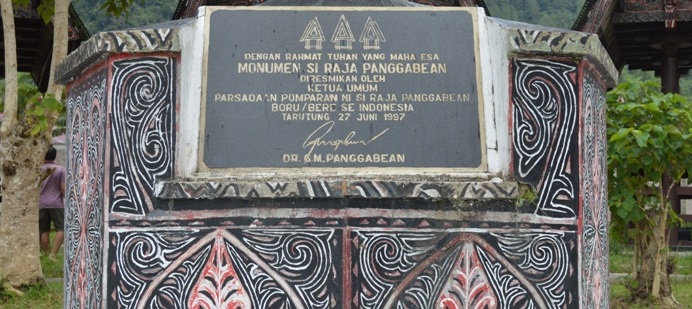 DENGAN RAHMAT TUHAN YANG MAHA ESA
MONUMEN SI RAJA PANGGABEAN
DIRESMIKAN OLEH
KETUA UMUM
PARSADAAN POMPARAN NI SI RAJA PANGGABEAN
BORU/BERE SE INDONESIA
TARUTUNG 27 JUNI 1997
DR. G.M. PANGGABEAN